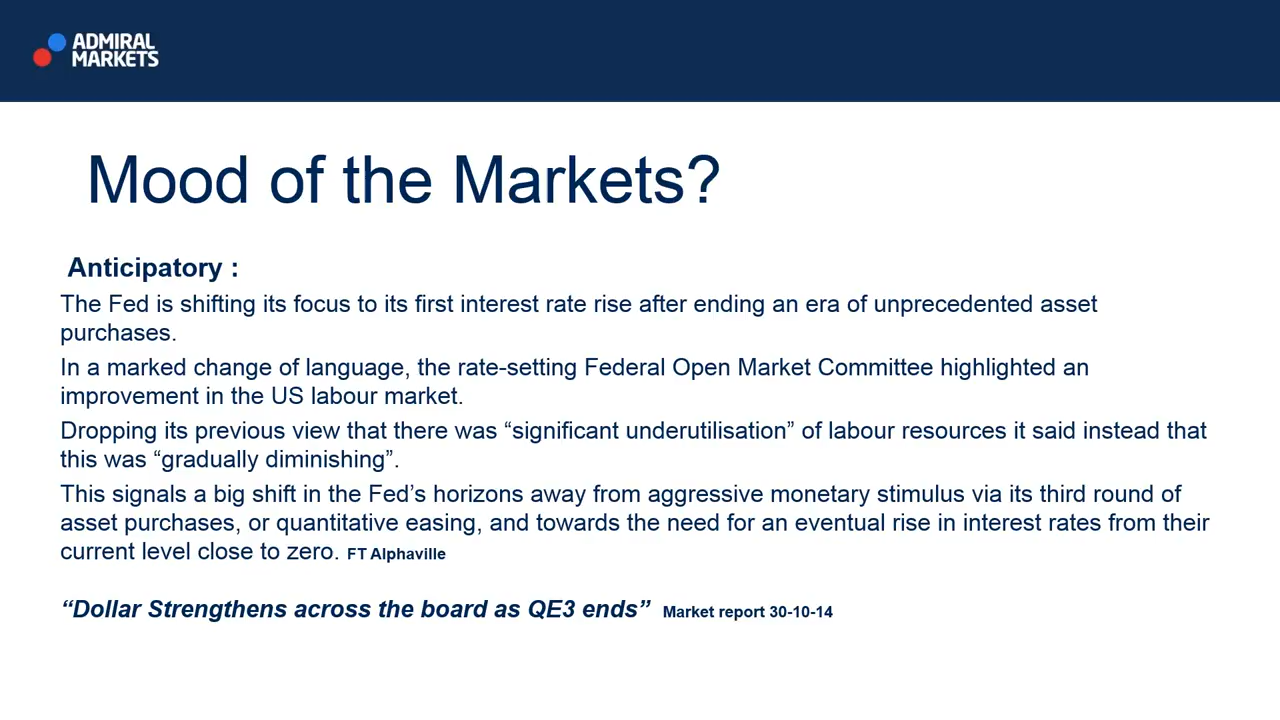 ADMIRAL
MARKETS
Mood of the Markets?
Anticipatory :
The Fed is shifting its focus to its first interest rate rise after ending an era of unprecedented asset
purchases.
In a marked change of language, the rate-setting Federal Open Market Committee highlighted an
improvement in the US labour market.
Dropping its previous view that there was “significant underutilisation” of labour resources it said instead that
this was “gradually diminishing”.
This signals a big shift in the Fed’s horizons away from aggressive monetary stimulus via its third round of
asset purchases, or quantitative easing, and towards the need for an eventual rise in interest rates from their
current level close to zero. FT Alphaville
“Dollar Strengthens across the board as QE3 ends” Market report 30-10-14